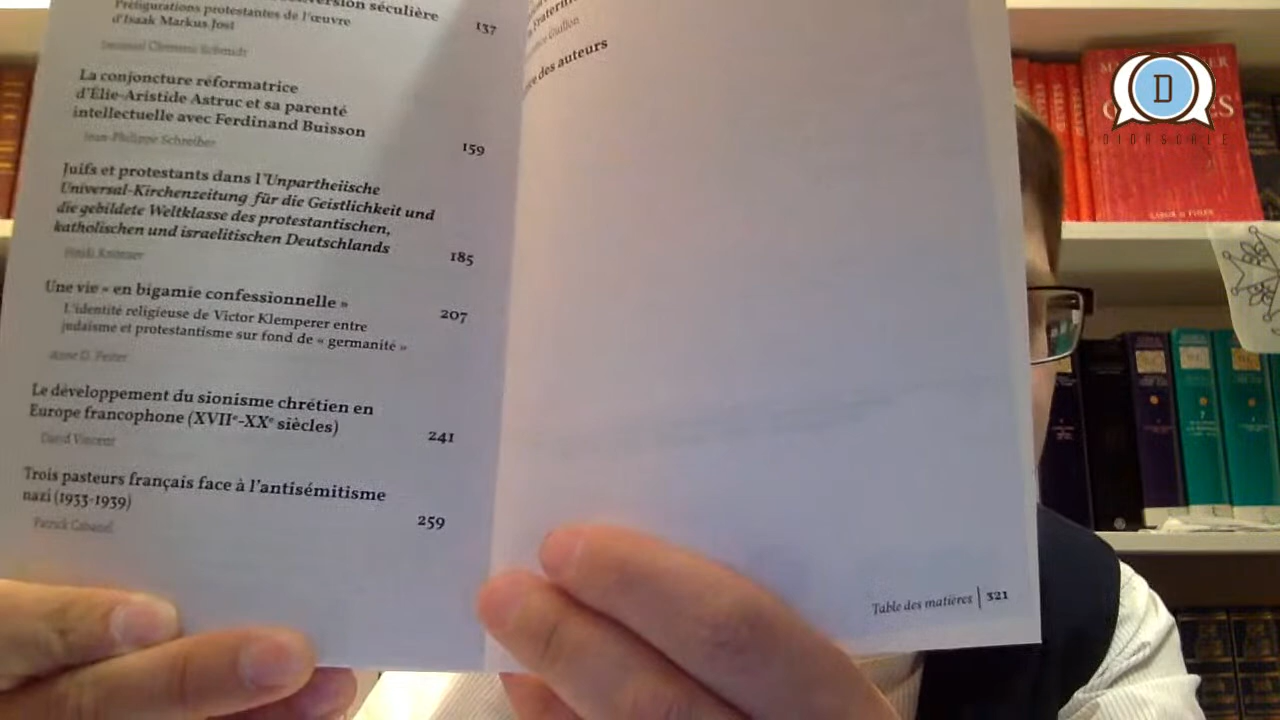 version séculière
Préfigurations protestantes de l'œuvre
d'Isaak Markus Jost
137
La conjoncture réformatrice
d'Élie-Aristide Astruc et sa parenté
intellectuelle avec Ferdinand Buisson
Jean-Philippe Schreiber
159
Juifs et protestants dans l'Unpartheiische
Universal-Kirchenzeitung für die Geistlichkeit und
die gebildete Weltklasse des protestantischen,
katholischen und israelitischen Deutschlands
185
Une vie « en bigamie confessionnelle »
207
L'identité religieuse de Victor Klemperer entre
judaïsme et protestantisme sur fond de « germanité »
Le développement du sionisme chrétien en
Europe francophone (XVIIe-XXe siècles)
241
David Vincent
Trois pasteurs français face à l'antisémitisme
nazi (1933-1939)
259
Patrick Cabanel
des auteurs
Table des matières | 321
D
DIDASCALE